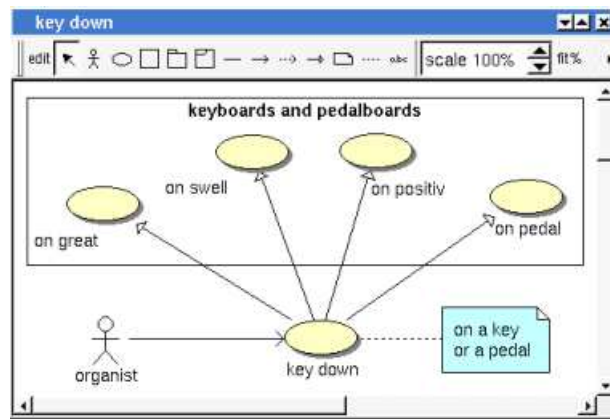 key down
edit abc scale 100% fit%
keyboards and pedalboards
on swell
on positiv
on great
on pedal
on a key
or a pedal
organist
key down